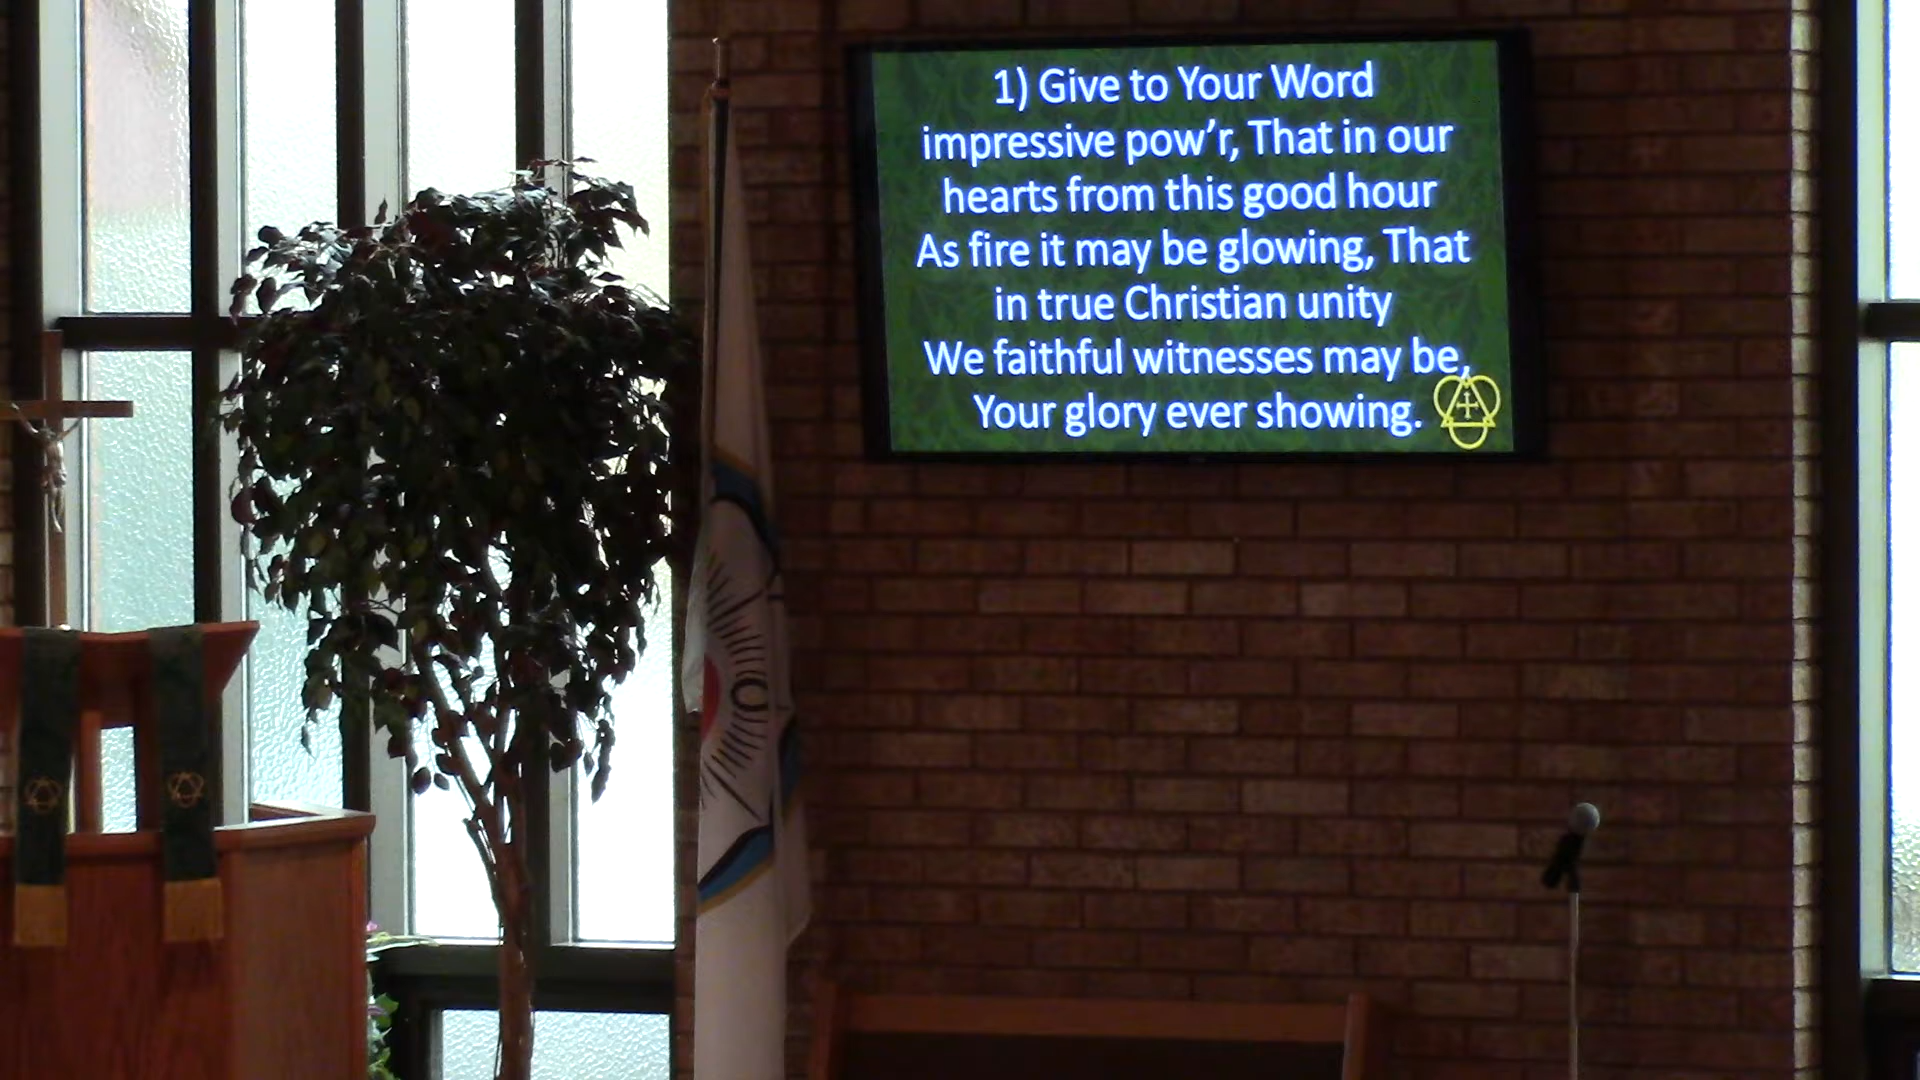 1) Give to Your Word
impressive pow’r, That in our
hearts from this good hour
As fire it may be glowing, That
in true Christian unity
We faithful witnesses may be,
Your glory ever showing.